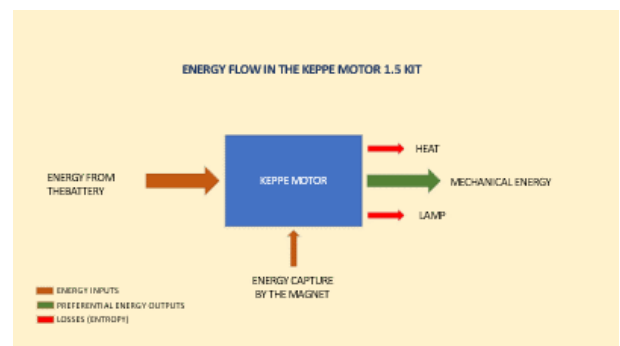 ENERGY FLOW IN THE KEPPE MOTOR 1.5 KIT
HEAT
ENERGY FROM
THEBATTERY
KEPPE MOTOR
MECHANICAL ENERGY
LAMP
ENERGY CAPTURE
BY THE MAGNET
ENERGY INPUTS
PREFERENTIAL ENERGY OUTPUTS
LOSSES (ENTROPY)